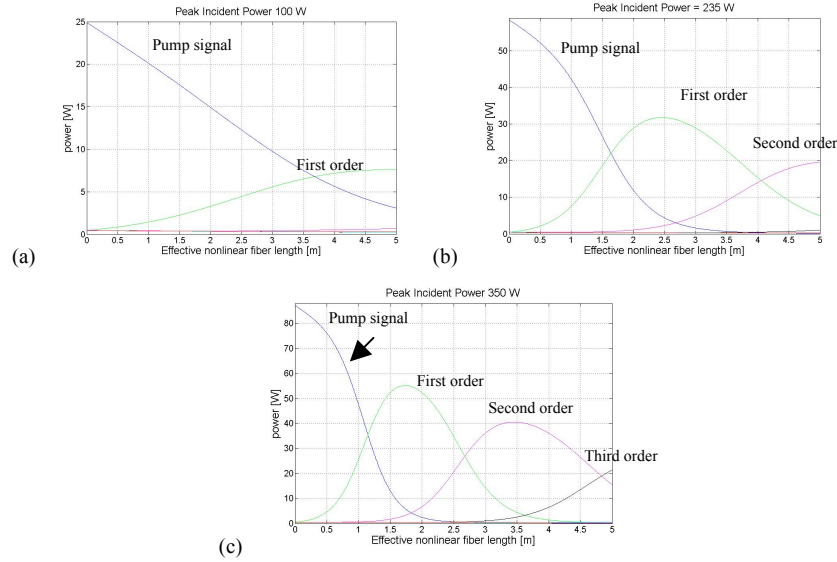 Peak Incident Power 100 W
25
20
15
10
5
0
power [W]
Pump signal
First order
0 0.5 1 1.5 2 2.5 3 3.5 4 4.5 5
Effective nonlinear fiber length [m]
(a)
Peak Incident Power = 235 W
50
40
30
20
10
0
power [W]
Pump signal
First order
Second order
0 0.5 1 1.5 2 2.5 3 3.5 4 4.5 5
Effective nonlinear fiber length [m]
(b)
Peak Incident Power 350 W
80
70
60
50
40
30
20
10
0
power [W]
Pump signal
First order
Second order
Third order
0 0.5 1 1.5 2 2.5 3 3.5 4 4.5 5
Effective nonlinear fiber length [m]
(c)